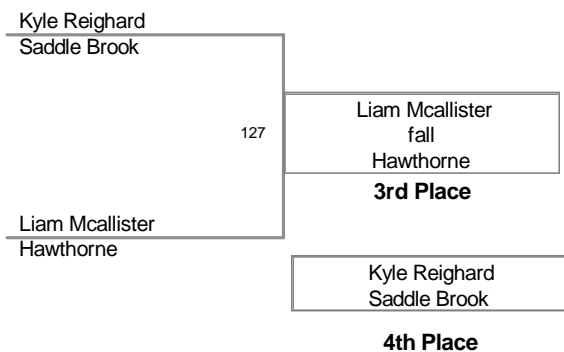 Kyle Reighard
Saddle Brook
127
Liam Mcallister
fall
Hawthorne
3rd Place
Liam Mcallister
Hawthorne
Kyle Reighard
Saddle Brook
4th Place